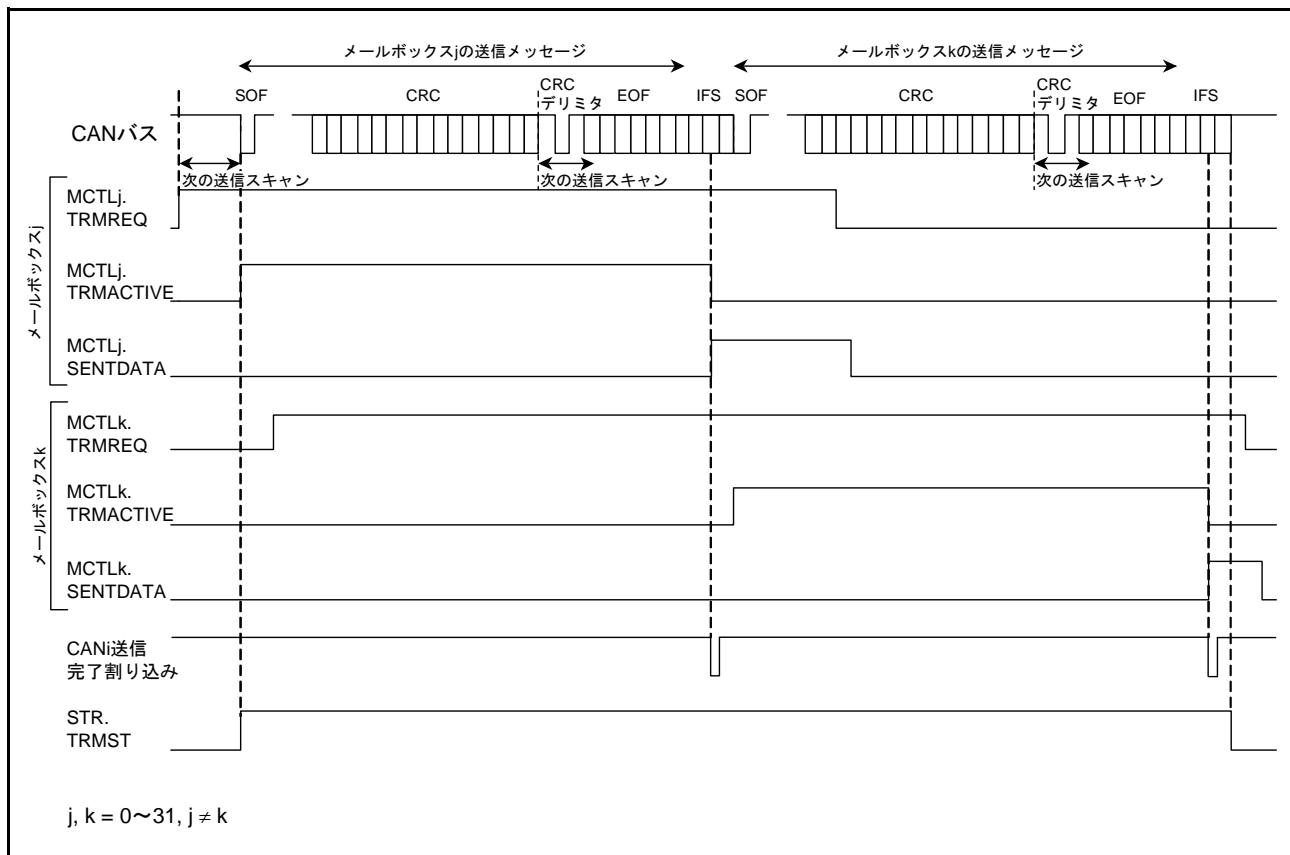 メールボックスjの送信メッセージ
メールボックスkの送信メッセージ
SOF
CRC
CRC
デリミタ
EOF
IFS
SOF
CRC
CRC
デリミタ
EOF
IFS
CANバス
次の送信スキャン
次の送信スキャン
次の送信スキャン
メールボックスj
MCTLj.
TRMREQ
MCTLj.
TRMACTIVE
MCTLj.
SENTDATA
メールボックスk
MCTLk.
TRMREQ
MCTLk.
TRMACTIVE
MCTLk.
SENTDATA
CANi送信
完了割り込み
STR.
TRMST
j, k = 0～31, j ≠ k